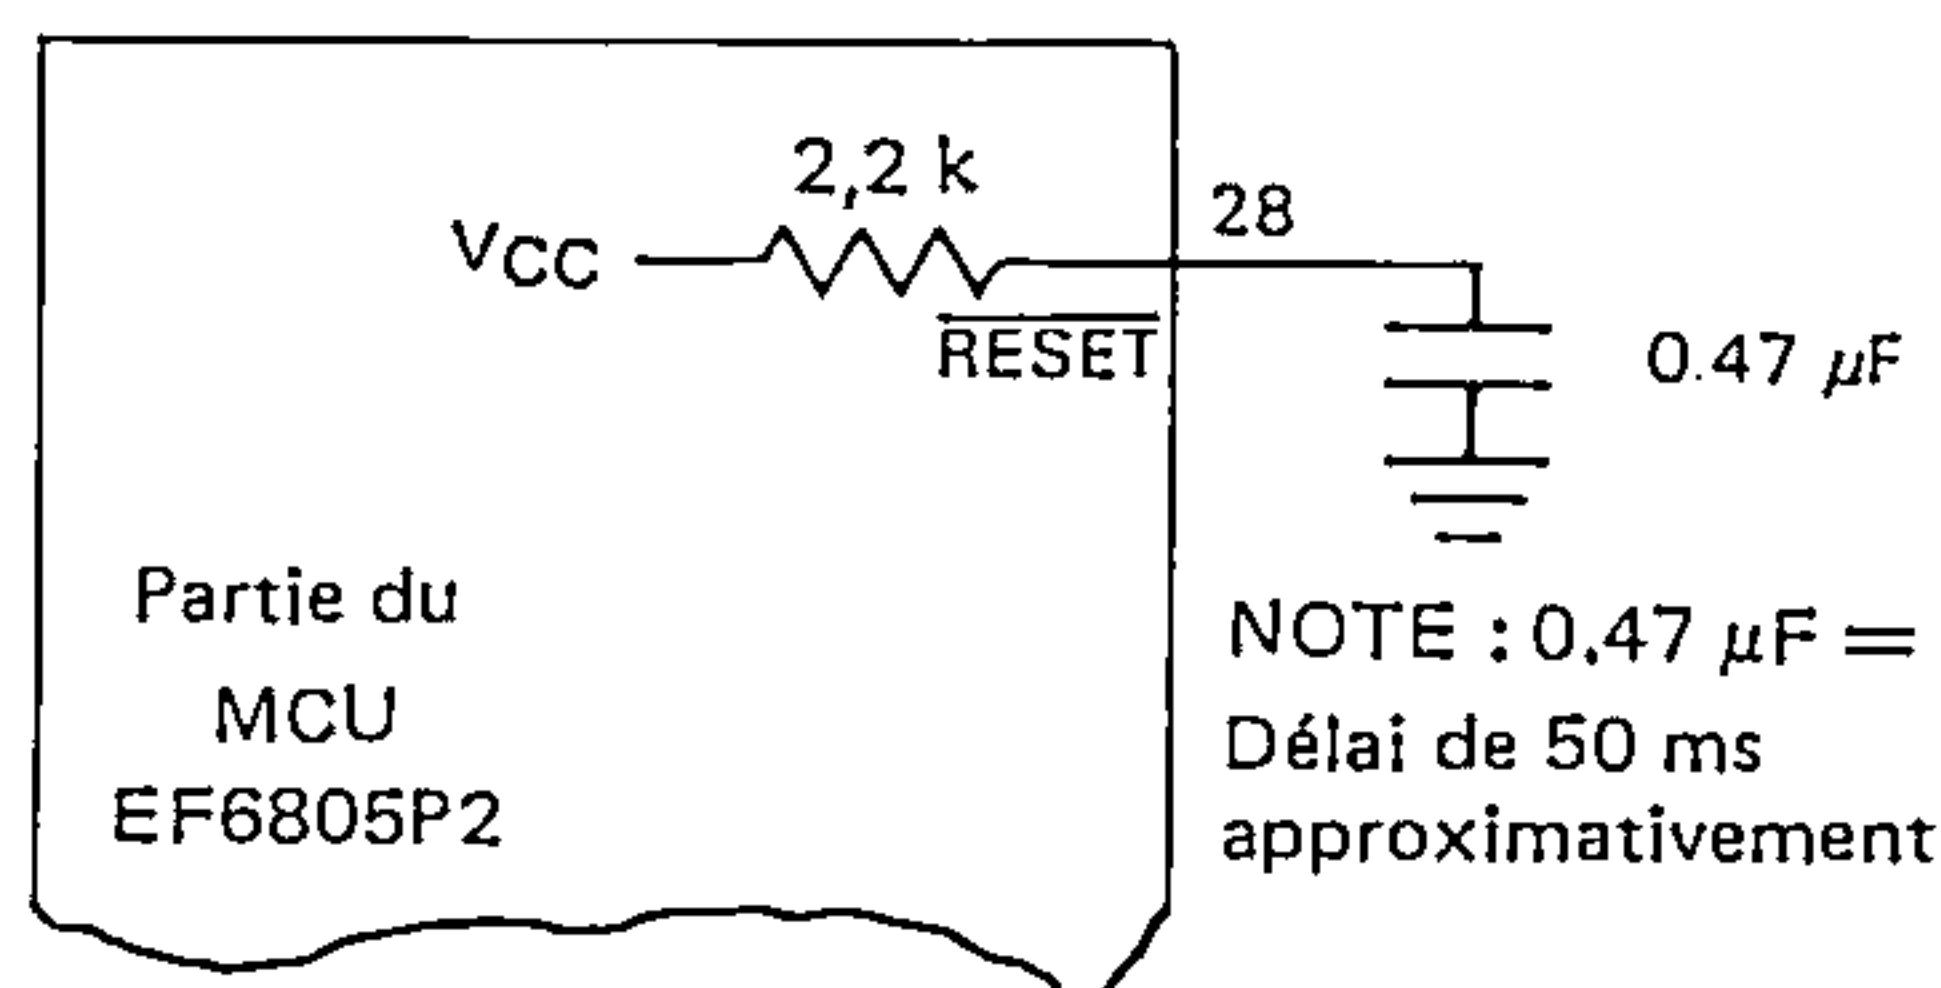 2,2 k
VCC
28
RESET
0.47 µF
Partie du
MCU
EF6805P2
NOTE : 0.47 µF =
Délai de 50 ms
approximativement